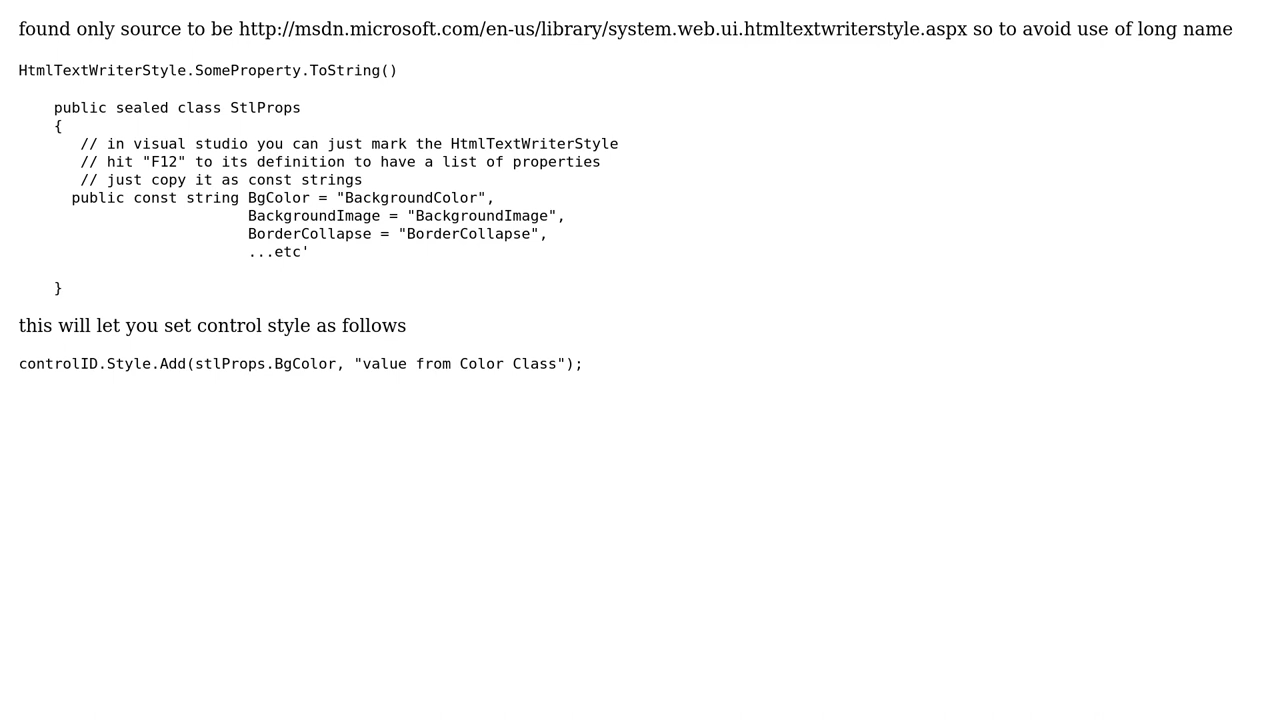 found only source to be http://msdn.microsoft.com/en-us/library/system.web.ui.htmltextwriterstyle.aspx so to avoid use of long name
HtmlTextWriterStyle.SomeProperty.ToString()
public sealed class StlProps
{
// in visual studio you can just mark the HtmlTextWriterStyle
// hit "F12" to its definition to have a list of properties
// just copy it as const strings
public const string BgColor = "BackgroundColor",
BackgroundImage = "BackgroundImage",
BorderCollapse = "BorderCollapse",
...etc'
}
this will let you set control style as follows
controlID.Style.Add(stlProps.BgColor, "value from Color Class");